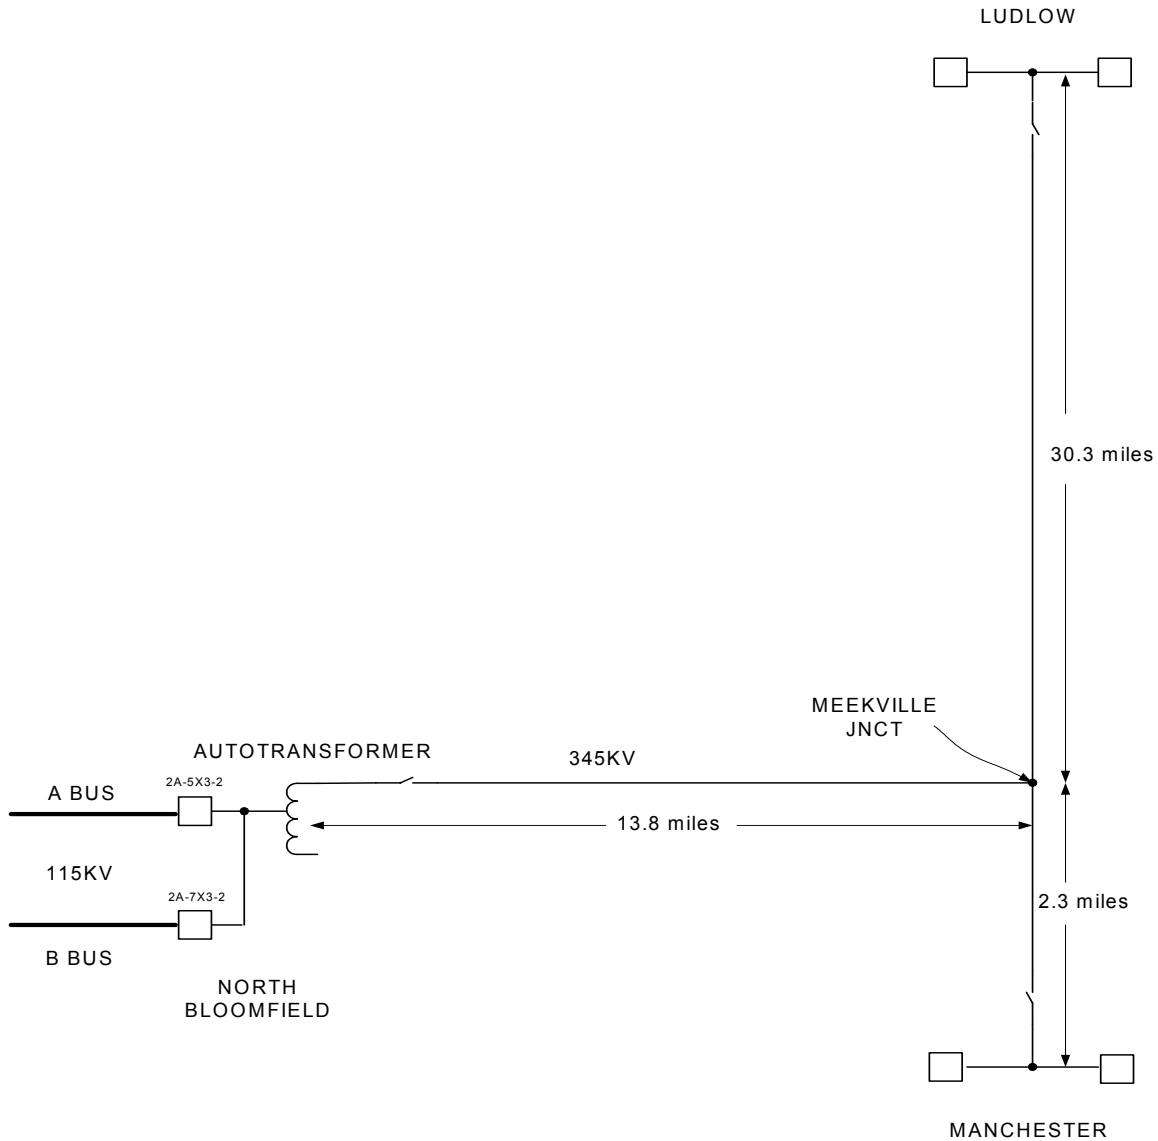 LUDLOW
30.3 miles
MEEKVILLE
JNCT
AUTOTRANSFORMER
345KV
2A-5X3-2
A BUS
13.8 miles
115KV
2A-7X3-2
2.3 miles
B BUS
NORTH
BLOOMFIELD
MANCHESTER